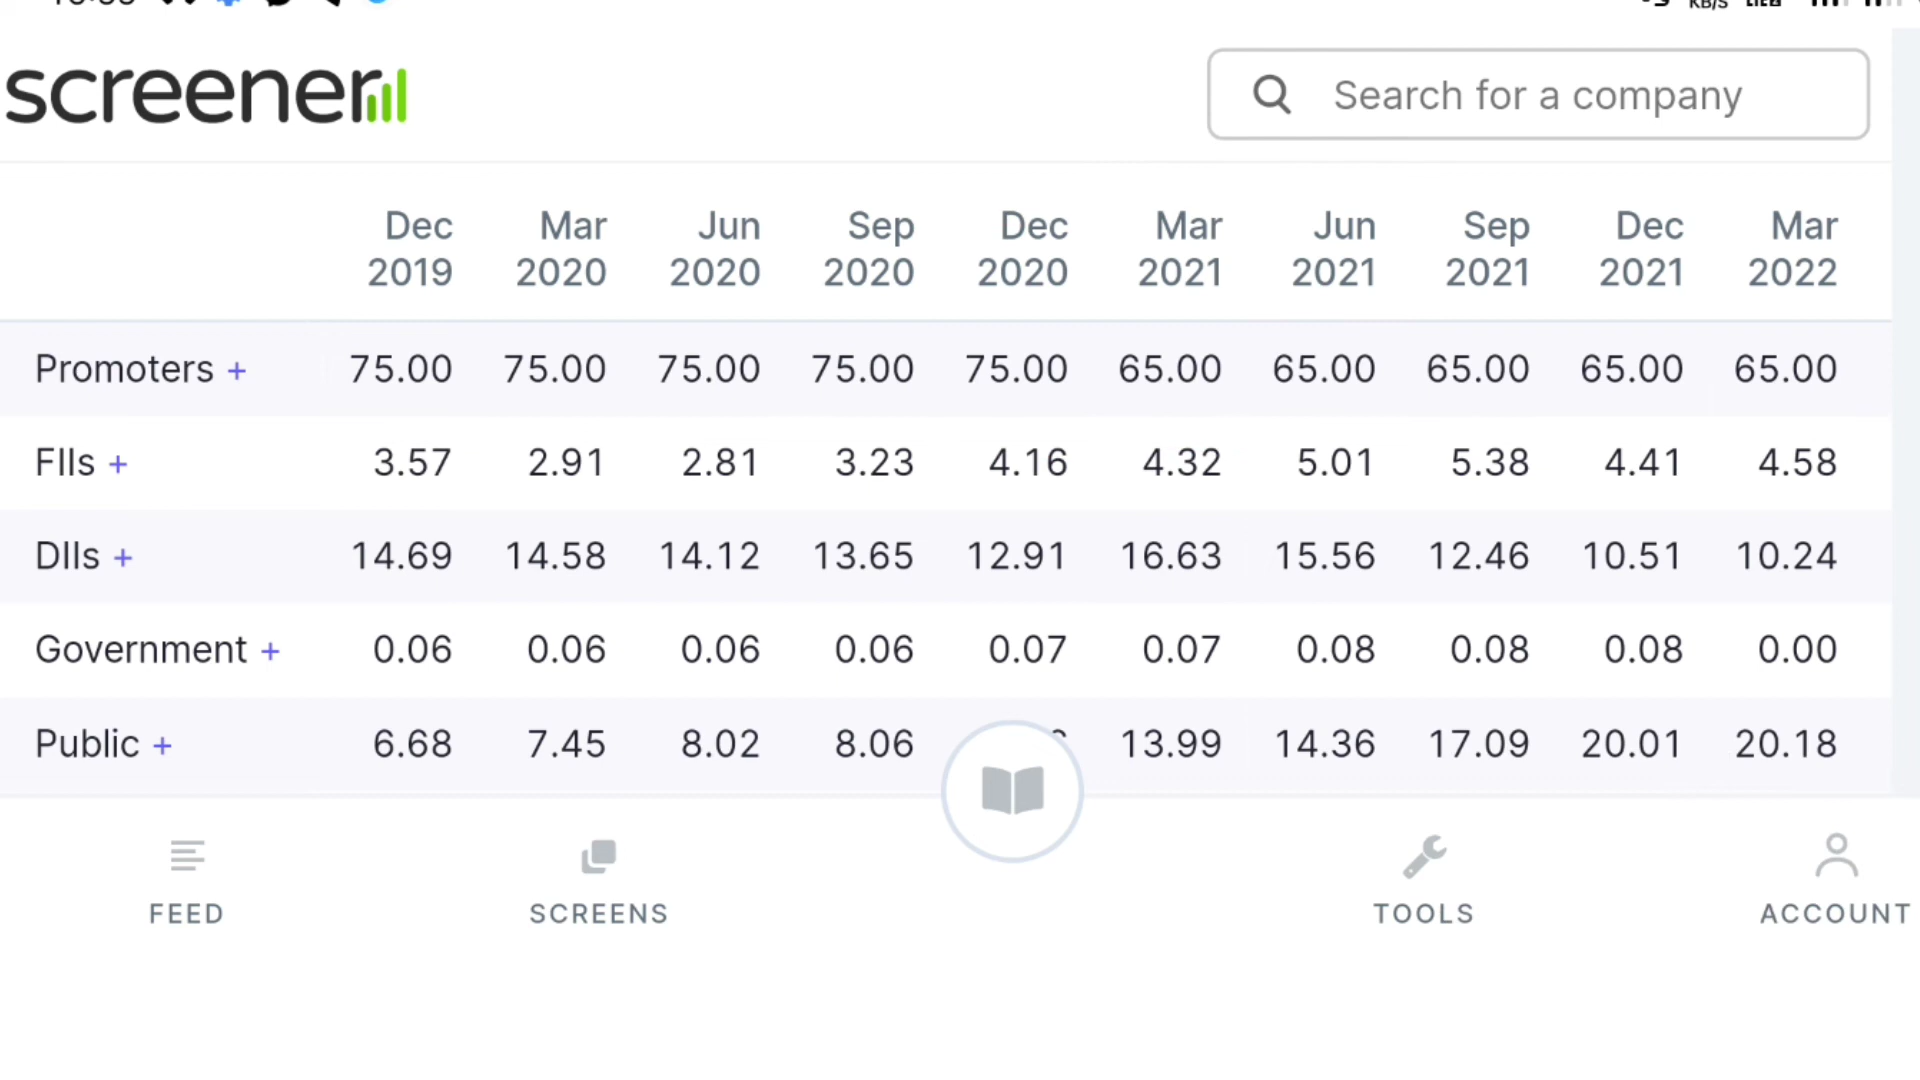 KB/S
screener
Search for a company
Dec 2019 Mar 2020 Jun 2020 Sep 2020 Dec 2020 Mar 2021 Jun 2021 Sep 2021 Dec 2021 Mar 2022
Promoters + 75.00 75.00 75.00 75.00 75.00 65.00 65.00 65.00 65.00 65.00
FIIs + 3.57 2.91 2.81 3.23 4.16 4.32 5.01 5.38 4.41 4.58
DIIs + 14.69 14.58 14.12 13.65 12.91 16.63 15.56 12.46 10.51 10.24
Government + 0.06 0.06 0.06 0.06 0.07 0.07 0.08 0.08 0.08 0.00
Public + 6.68 7.45 8.02 8.06 13.99 14.36 17.09 20.01 20.18
FEED SCREENS TOOLS ACCOUNT